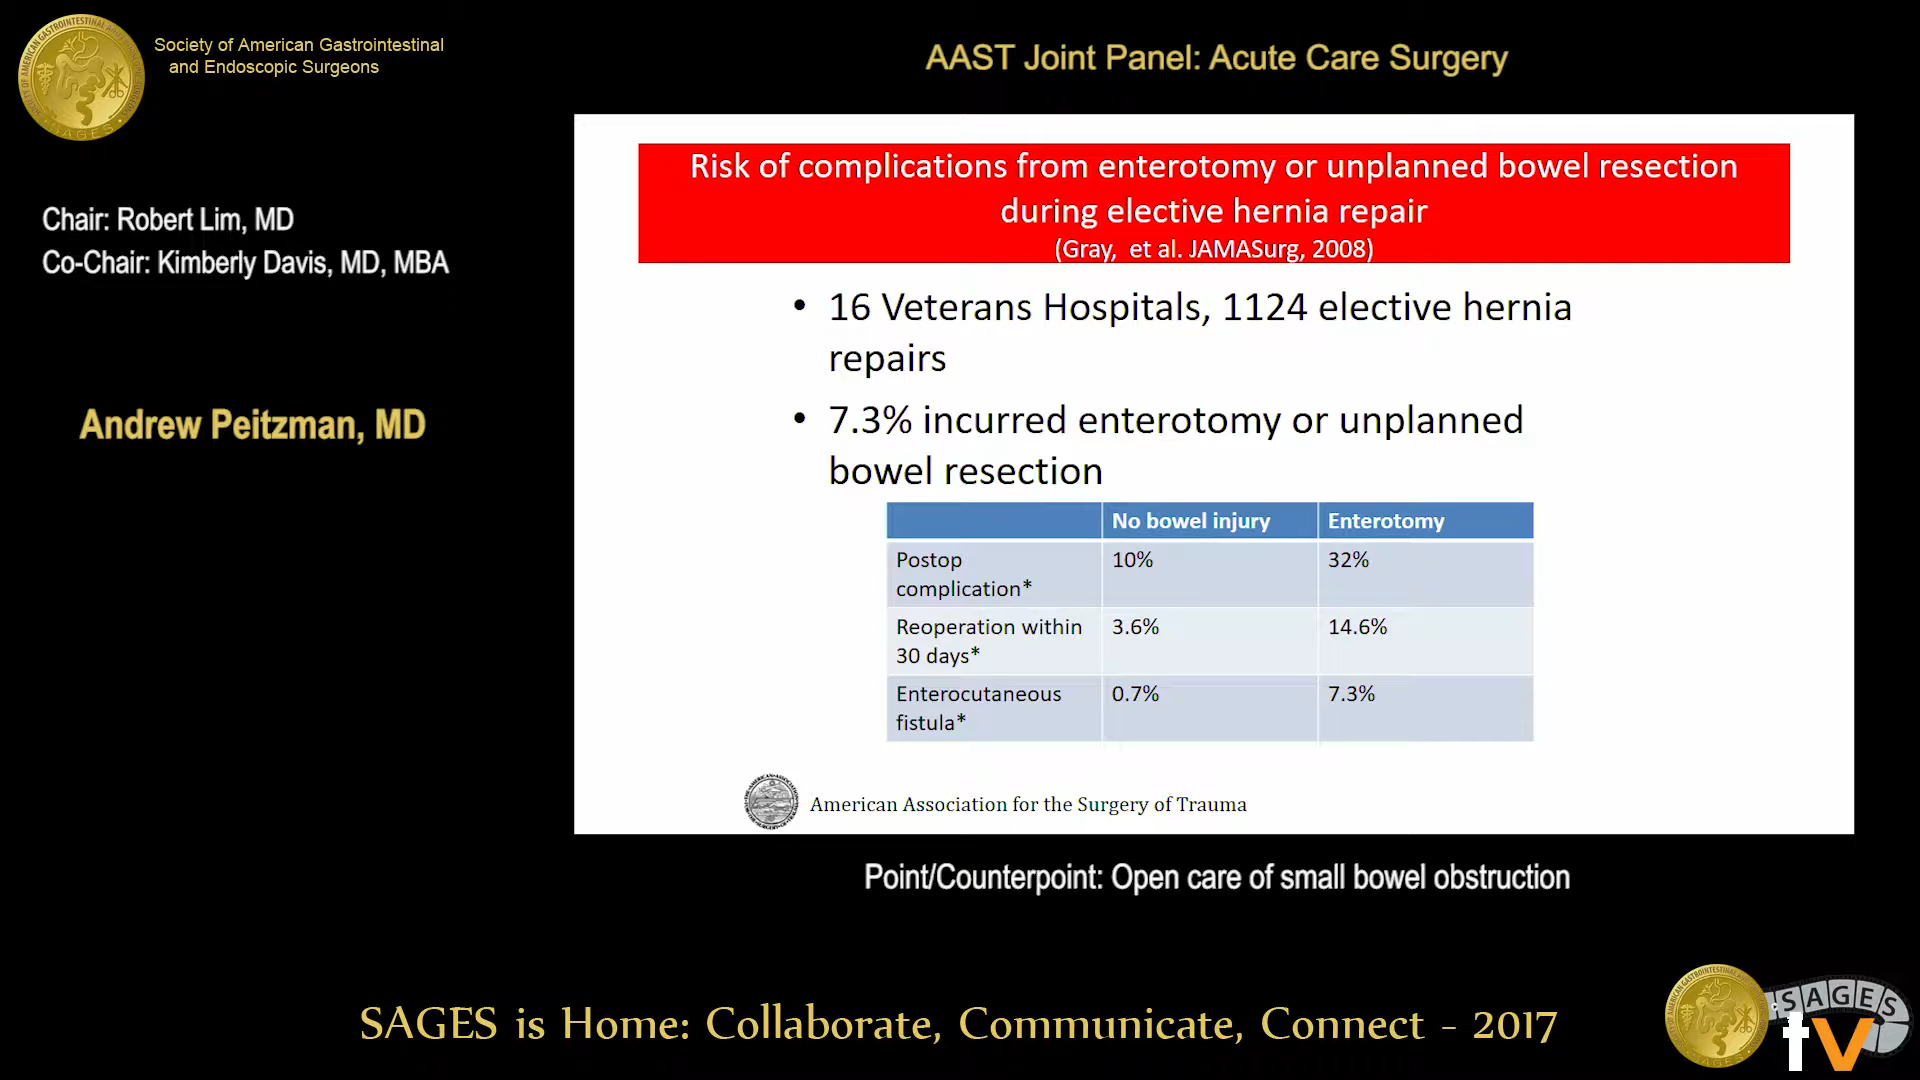 Society of American Gastrointestinal
and Endoscopic Surgeons
AAST Joint Panel: Acute Care Surgery
Chair: Robert Lim, MD
Co-Chair: Kimberly Davis, MD, MBA
Andrew Peitzman, MD
Risk of complications from enterotomy or unplanned bowel resection
during elective hernia repair
(Gray, et al. JAMASurg, 2008)
• 16 Veterans Hospitals, 1124 elective hernia
repairs
• 7.3% incurred enterotomy or unplanned
bowel resection
No bowel injury Enterotomy
Postop
complication* 10% 32%
Reoperation within
30 days* 3.6% 14.6%
Enterocutaneous
fistula* 0.7% 7.3%
American Association for the Surgery of Trauma
Point/Counterpoint: Open care of small bowel obstruction
SAGES is Home: Collaborate, Communicate, Connect - 2017
SAGES
tv